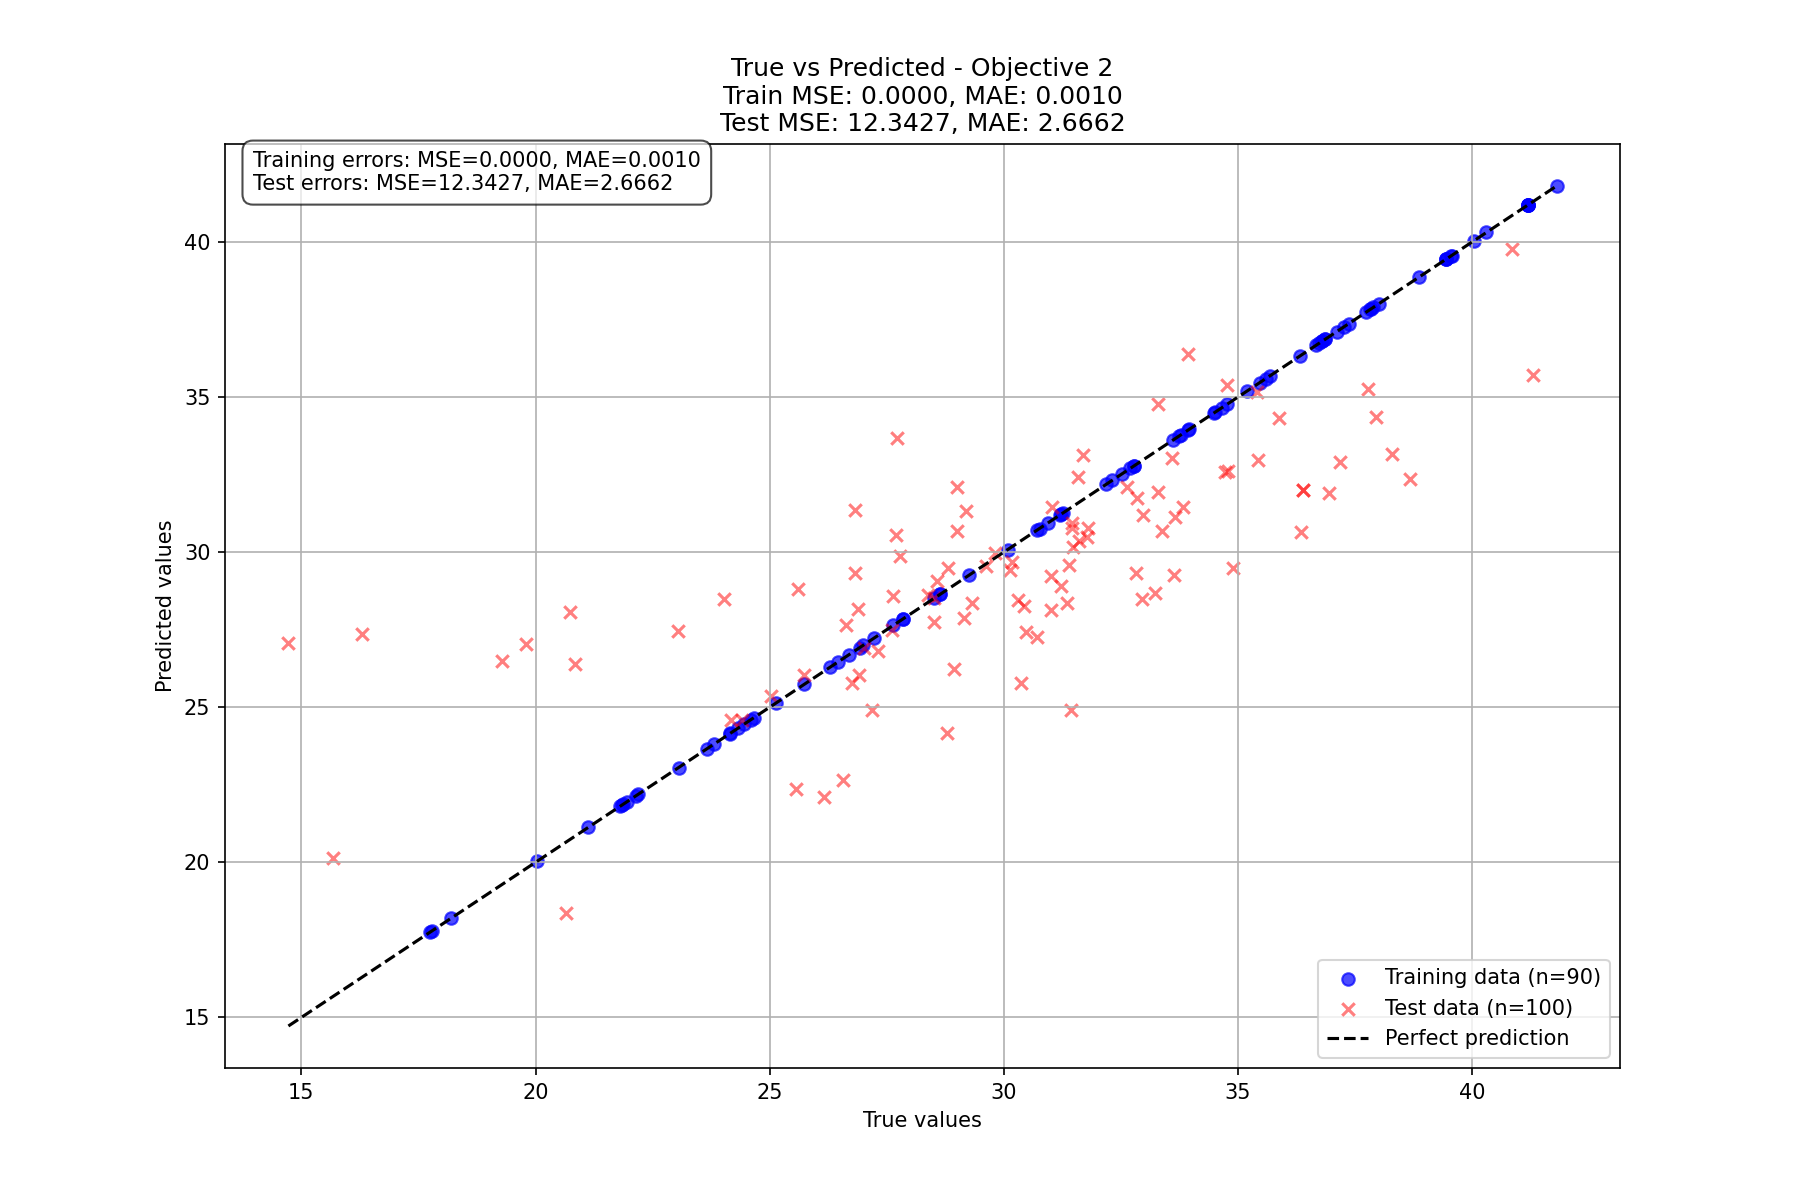 True vs Predicted - Objective 2
Train MSE: 0.0000, MAE: 0.0010
Test MSE: 12.3427, MAE: 2.6662
Training errors: MSE=0.0000, MAE=0.0010
Test errors: MSE=12.3427, MAE=2.6662
40
35
30
25
20
15
Predicted values
Training data (n=90)
Test data (n=100)
Perfect prediction
15 20 25 30 35 40
True values